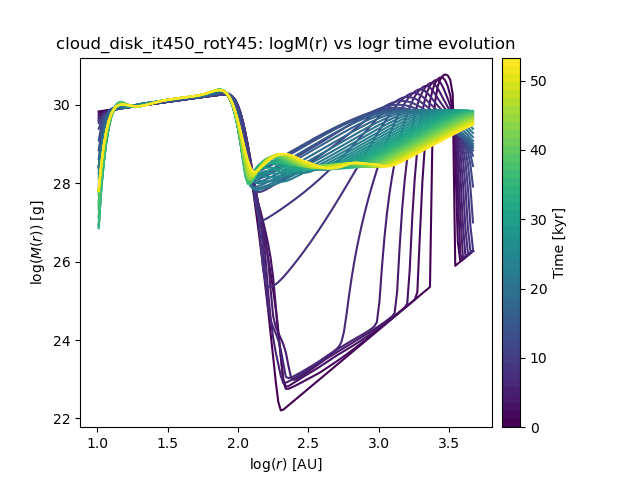 cloud_disk_it450_rotY45: logM(r) vs logr time evolution
log(M(r)) [g]
30
28
26
24
22
1.0 1.5 2.0 2.5 3.0 3.5
log(r) [AU]
50
40
30
20
10
0
Time [kyr]